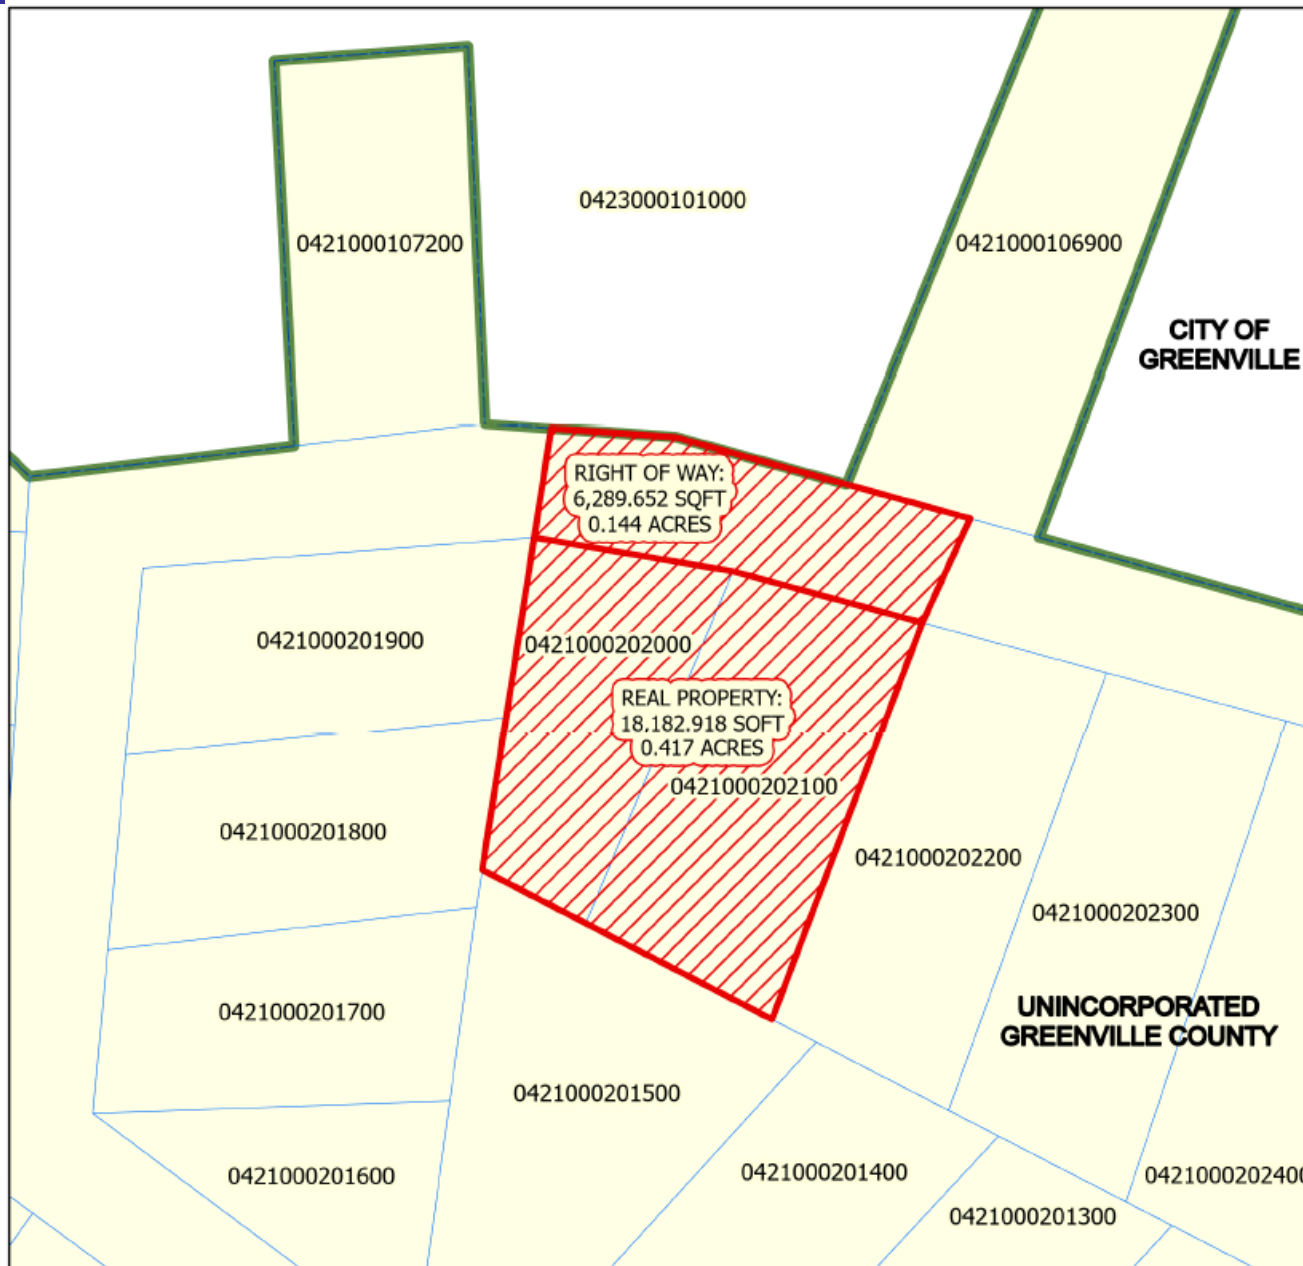 0423000101000
0421000107200
0421000106900
CITY OF
GREENVILLE
RIGHT OF WAY:
6,289.652 SQFT
0.144 ACRES
0421000201900
0421000202000
REAL PROPERTY:
18,182.918 SQFT
0.417 ACRES
0421000202100
0421000201800
0421000202200
0421000202300
0421000201700
UNINCORPORATED
GREENVILLE COUNTY
0421000201500
0421000201600
0421000201400
0421000202400
0421000201300